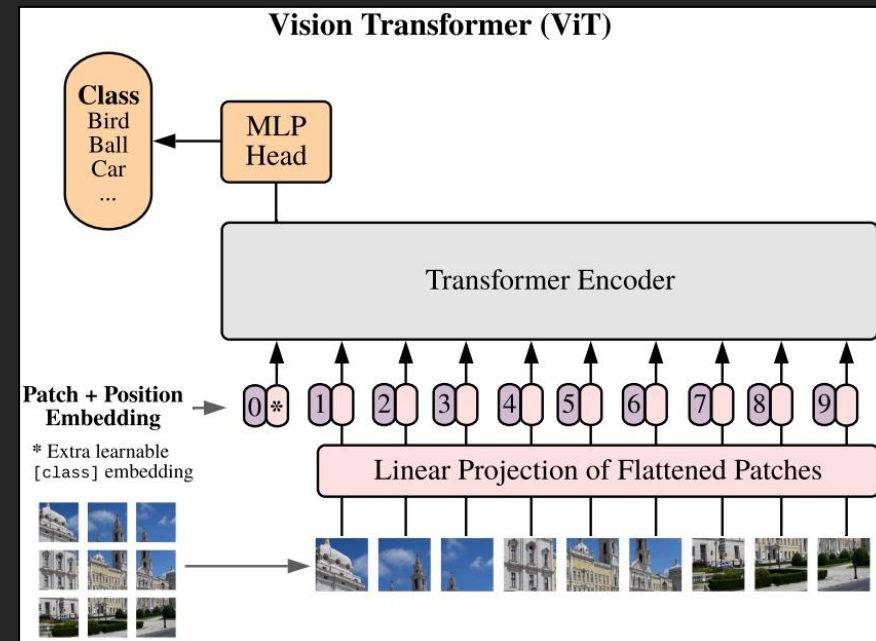 Vision Transformer (ViT)
Class
Bird
Ball
Car
...
MLP
Head
Transformer Encoder
Patch + Position
Embedding
0 * 1 2 3 4 5 6 7 8 9
* Extra learnable
[class] embedding
Linear Projection of Flattened Patches